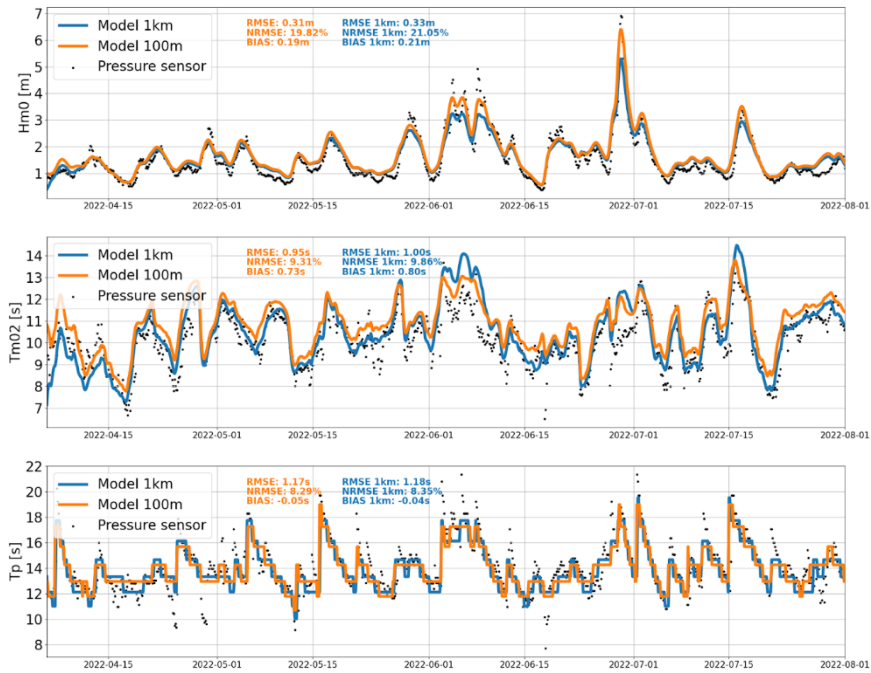 7
6
5
4
3
2
1
Hm0 [m]
Model 1km
Model 100m
Pressure sensor
RMSE: 0.31m
NRMSE: 19.82%
BIAS: 0.19m
RMSE 1km: 0.33m
NRMSE 1km: 21.05%
BIAS 1km: 0.21m
2022-04-15 2022-05-01 2022-05-15 2022-06-01 2022-06-15 2022-07-01 2022-07-15 2022-08-01
14
13
12
11
10
9
8
7
Tm02 [s]
Model 1km
Model 100m
Pressure sensor
RMSE: 0.95s
NRMSE: 9.31%
BIAS: 0.73s
RMSE 1km: 1.00s
NRMSE 1km: 9.86%
BIAS 1km: 0.80s
2022-04-15 2022-05-01 2022-05-15 2022-06-01 2022-06-15 2022-07-01 2022-07-15 2022-08-01
22
20
18
16
14
12
10
8
Tp [s]
Model 1km
Model 100m
Pressure sensor
RMSE: 1.17s
NRMSE: 8.29%
BIAS: -0.05s
RMSE 1km: 1.18s
NRMSE 1km: 8.35%
BIAS 1km: -0.04s
2022-04-15 2022-05-01 2022-05-15 2022-06-01 2022-06-15 2022-07-01 2022-07-15 2022-08-01